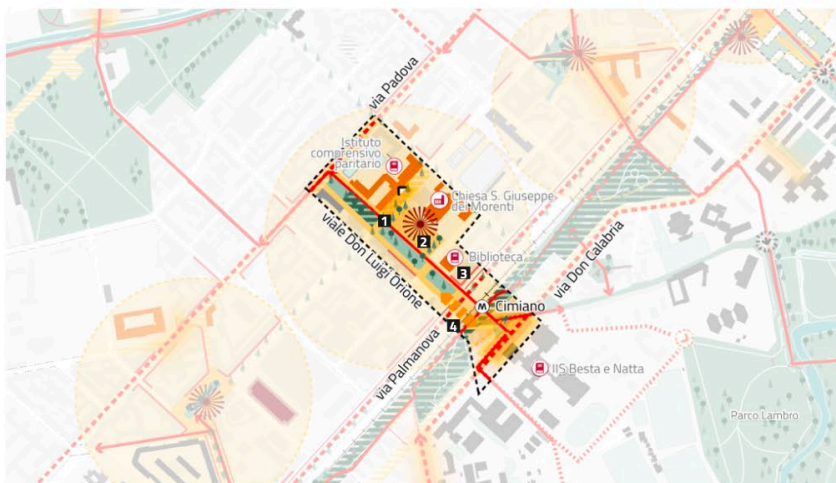 via Padova
Istituto
comprensivo
paritario
Chiesa S. Giuseppe
dei Morenti
1
2
viale Don Luigi Orione
Biblioteca
3
via Don Calabria
M Cimiano
4
via Palmanova
IIS Besta e Natta
Parco Lambro